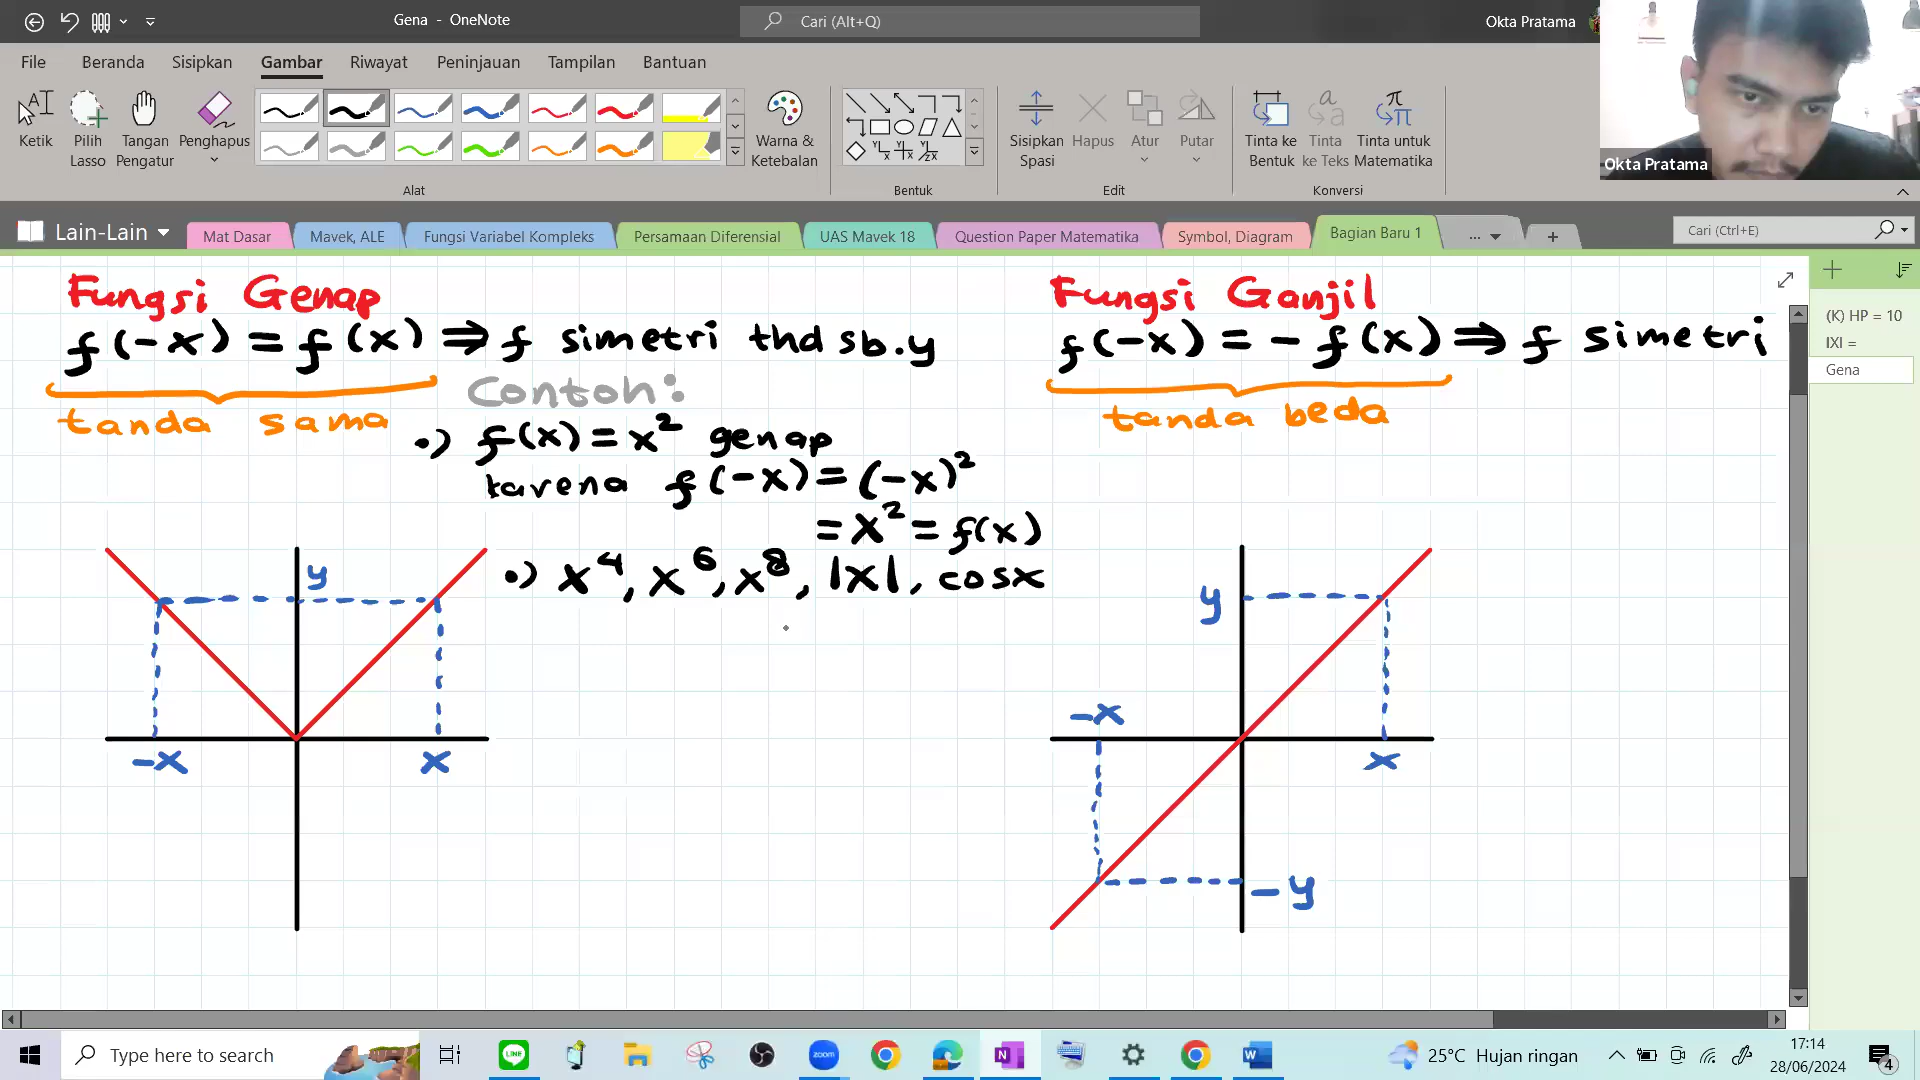 Gena - OneNote
Cari (Alt+Q)
Okta Pratama
File Beranda Sisipkan Gambar Riwayat Peninjauan Tampilan Bantuan
Ketik
Pilih Lasso
Tangan Pengatur
Penghapus
Warna & Ketebalan
Sisipkan Spasi
Hapus
Atur
Putar
Tinta ke Bentuk
Tinta ke Teks
Tinta untuk Matematika
Alat
Bentuk
Edit
Konversi
Okta Pratama
Lain-Lain
Mat Dasar
Mavek, ALE
Fungsi Variabel Kompleks
Persamaan Diferensial
UAS Mavek 18
Question Paper Matematika
Symbol, Diagram
Bagian Baru 1
...
Cari (Ctrl+E)
(K) HP = 10
IXI =
Gena
Fungsi Genap
f(-x) = f(x) ⇒ f simetri thd sb.y
tanda sama
Contoh:
•) f(x) = x² genap
karena f(-x) = (-x)²
= x² = f(x)
•) x⁴, x⁶, x⁸, |x|, cosx
y
-x x
Fungsi Ganjil
f(-x) = - f(x) ⇒ f simetri
tanda beda
y
-x
x
-y
Type here to search
zoom
25°C Hujan ringan
17:14
28/06/2024
4